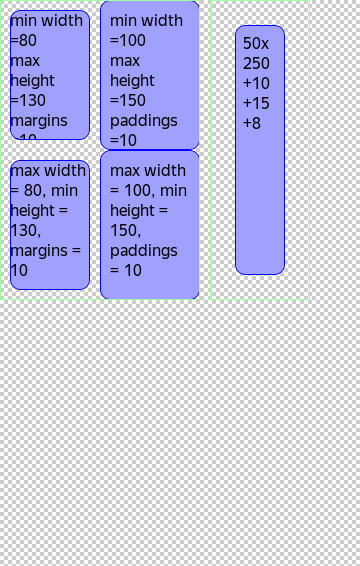 min width
=80
max
height
=130
margins
=10
min width
=100
max
height
=150
paddings
=10
50x
250
+10
+15
+8
max width
= 80, min
height =
130,
margins =
10
max width
= 100, min
height =
150,
paddings
= 10